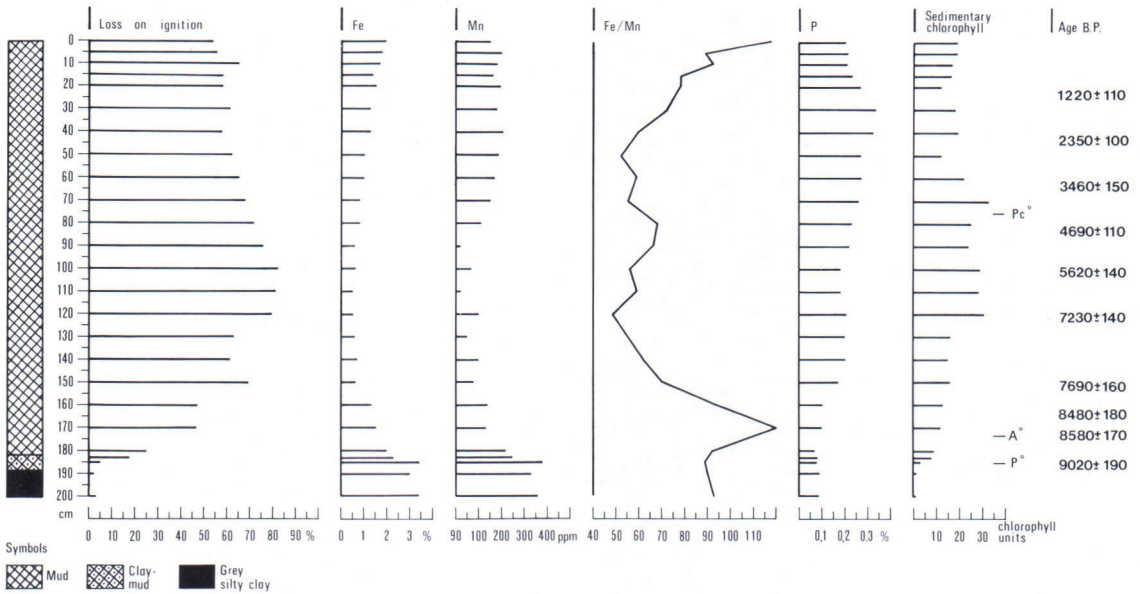 Loss on ignition Fe Mn Fe/Mn P Sedimentary chlorophyll Age B.P.
0
10
20 1220±110
30
40 2350±100
50
60 3460±150
70 — Pc°
80 4690±110
90
100 5620±140
110
120 7230±140
130
140
150 7690±160
160 8480±180
170 — A° 8580±170
180 — P°
190 9020±190
200
cm 0 10 20 30 40 50 60 70 80 90 % 0 1 2 3 % 90 100 200 300 400 ppm 40 50 60 70 80 90 100 110 0,1 0,2 0,3 % 0 10 20 30 chlorophyll units
Symbols
Mud Clay-mud Grey silty clay